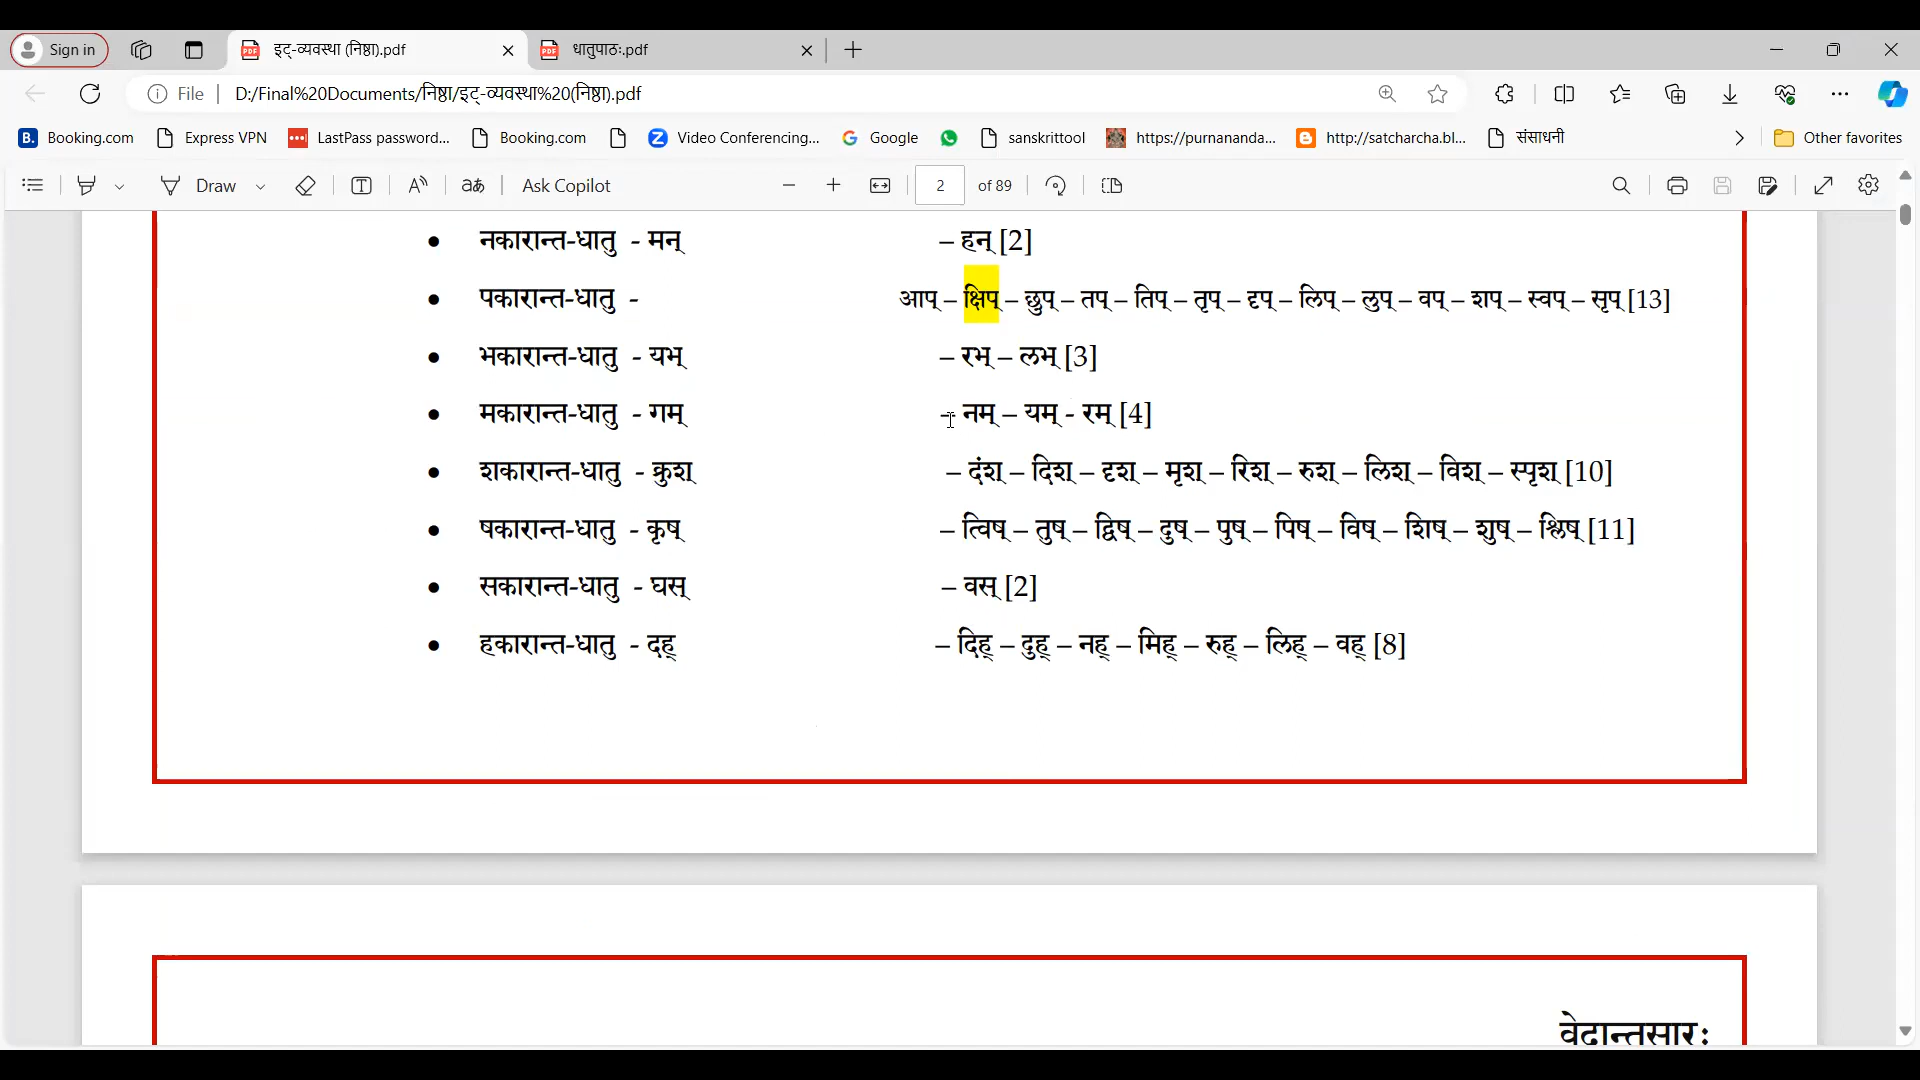 Sign in
इट्-व्यवस्था (निष्ठा).pdf
धातुपाठः.pdf
File
D:/Final%20Documents/निष्ठा/इट्-व्यवस्था%20(निष्ठा).pdf
Booking.com
Express VPN
LastPass password...
Booking.com
Video Conferencing...
Google
sanskrittool
https://purnananda...
http://satcharcha.bl...
संसाधनी
Other favorites
Draw
Ask Copilot
2 of 89
• नकारान्त-धातु - मन् – हन् [2]
• पकारान्त-धातु - आप् – क्षिप् – छुप् – तप् – तिप् – तृप् – दृप् – लिप् – लुप् – वप् – शप् – स्वप् – सृप् [13]
• भकारान्त-धातु - यभ् – रभ् – लभ् [3]
• मकारान्त-धातु - गम् – नम् – यम् - रम् [4]
• शकारान्त-धातु - क्रुश् – दंश् – दिश् – दृश् – मृश् – रिश् – रुश् – लिश् – विश् – स्पृश् [10]
• षकारान्त-धातु - कृष् – त्विष् – तुष् – द्विष् – दुष् – पुष् – पिष् – विष् – शिष् – शुष् – श्लिष् [11]
• सकारान्त-धातु - घस् – वस् [2]
• हकारान्त-धातु - दह् – दिह् – दुह् – नह् – मिह् – रुह् – लिह् – वह् [8]
वेदान्तसारः